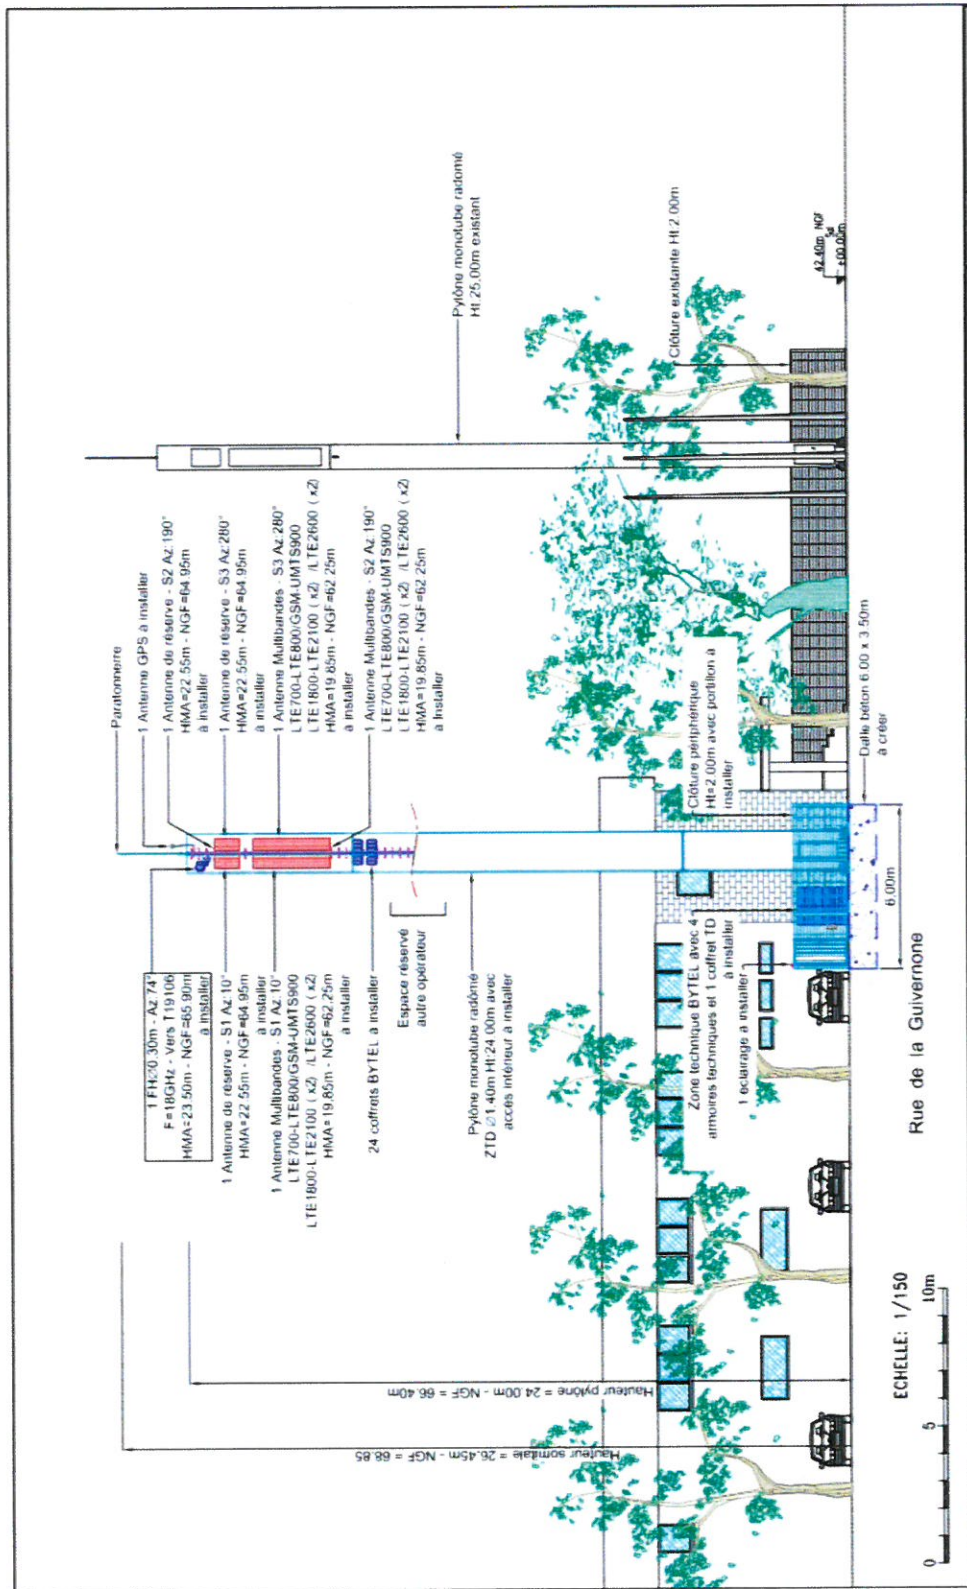 Paratonnerre
1 Antenne GPS à installer
1 Antenne de réserve - S2 Az:190°
HMA=22.55m - NGF=64.95m
à installer
1 Antenne de réserve - S3 Az:280°
HMA=22.55m - NGF=64.95m
à installer
1 Antenne Multibandes - S3 Az:280°
LTE700-LTE800/GSM-UMTS900
LTE1800-LTE2100 ( x2) /LTE2600 ( x2)
HMA=19.85m - NGF=62.25m
à installer
1 Antenne Multibandes - S2 Az:190°
LTE700-LTE800/GSM-UMTS900
LTE1800-LTE2100 ( x2) /LTE2600 ( x2)
HMA=19.85m - NGF=62.25m
à Installer
Pylône monotube radomé
Ht:25.00m existant
Clôture existante Ht:2.00m
42.40m NGF
Sol
+00.00m
Clôture périphérique
Ht=2.00m avec portillon à
installer
Dalle béton 6.00 x 3.50m
à créer
6,00m
1 FH∅0.30m - Az:74°
F=18GHz - Vers T19106
HMA=23.50m - NGF=65.90m
à installer
1 Antenne de réserve - S1 Az:10°
HMA=22.55m - NGF=64.95m
à installer
1 Antenne Multibandes - S1 Az:10°
LTE700-LTE800/GSM-UMTS900
LTE1800-LTE2100 ( x2) /LTE2600 ( x2)
HMA=19.85m - NGF=62.25m
à installer
24 coffrets BYTEL à installer
Espace réservé
autre opérateur
Pylône monotube radômé
ZTD ∅1.40m Ht:24.00m avec
accès intérieur à installer
Zone technique BYTEL avec 4
armoires techniques et 1 coffret TD
à installer
1 éclairage à installer
Hauteur pylône = 24.00m - NGF = 66.40m
Hauteur somitale = 26.45m - NGF = 68.85
Rue de la Guivernone
ECHELLE: 1/150
0 5 10m